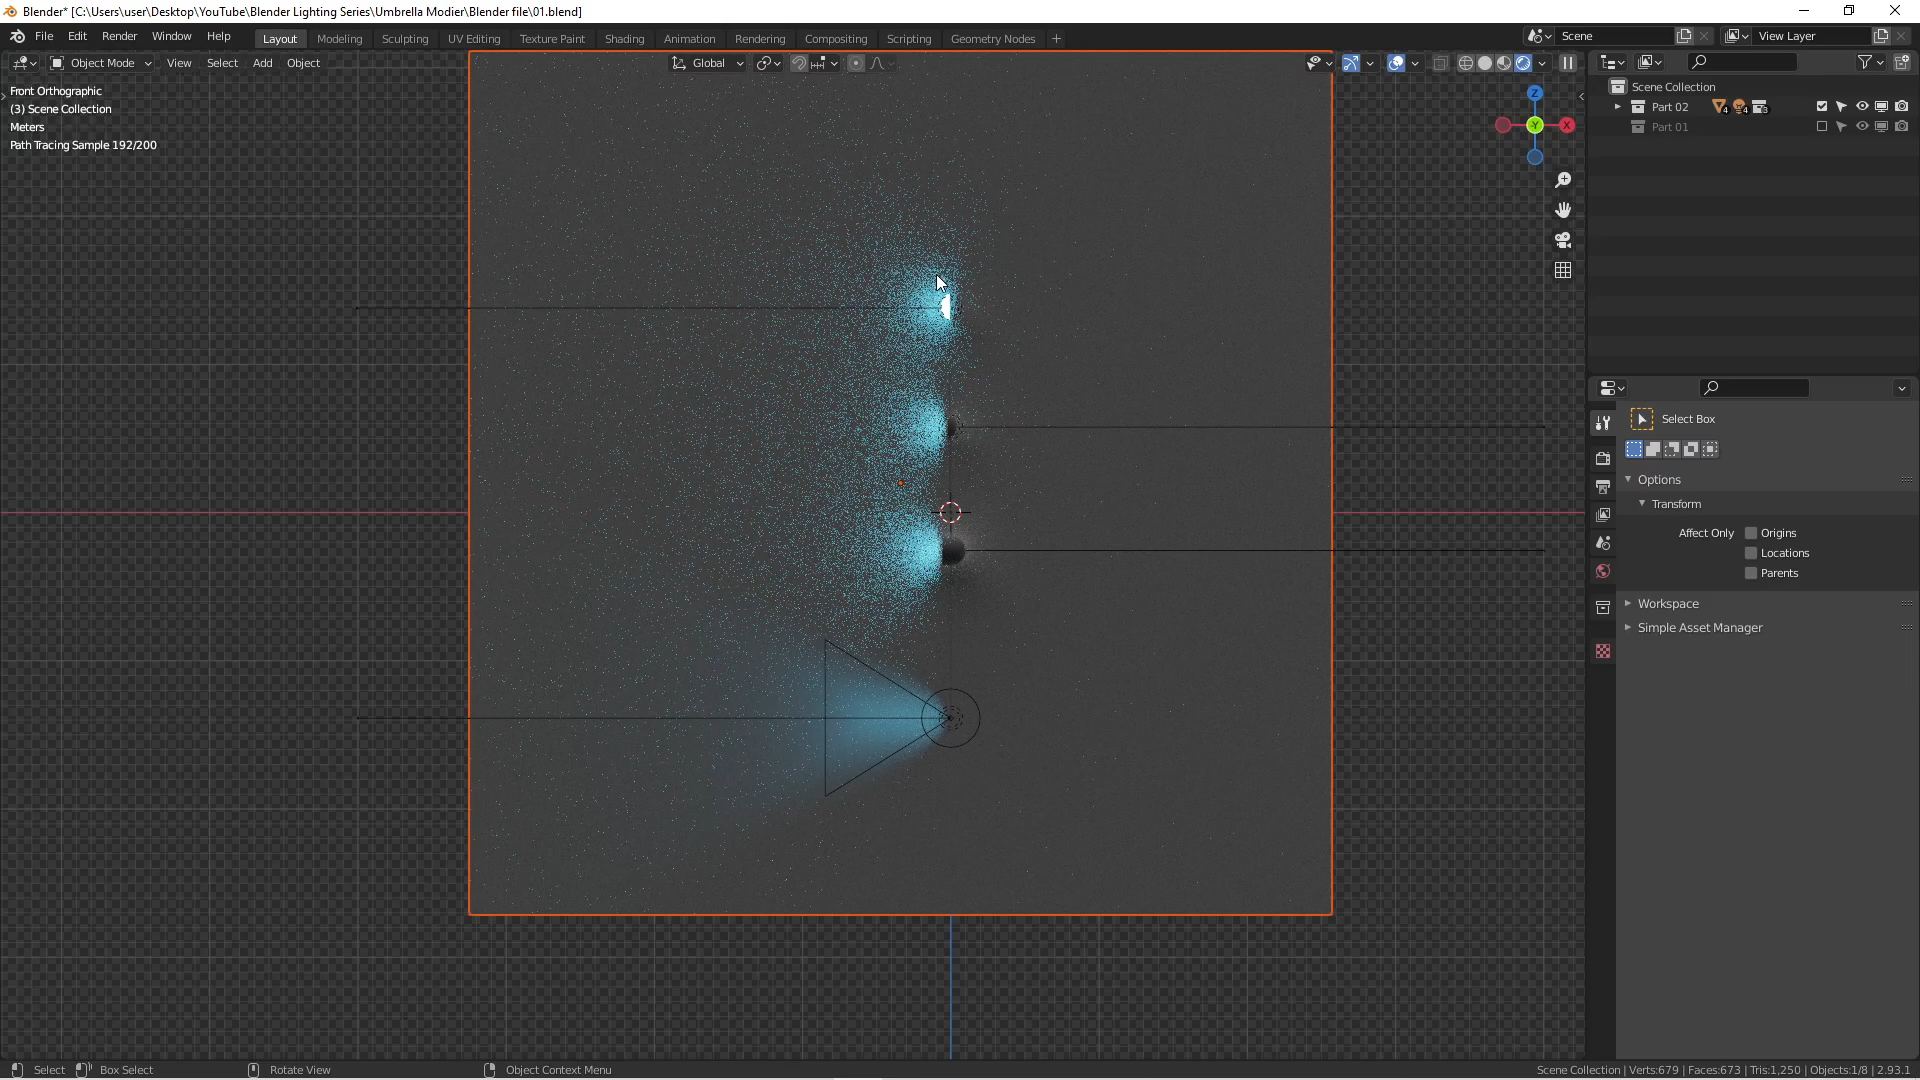 Blender* [C:\Users\user\Desktop\YouTube\Blender Lighting Series\Umbrella Modier\Blender file\01.blend]
File Edit Render Window Help
Layout Modeling Sculpting UV Editing Texture Paint Shading Animation Rendering Compositing Scripting Geometry Nodes +
Scene
View Layer
Object Mode View Select Add Object
Global
Front Orthographic
(3) Scene Collection
Meters
Path Tracing Sample 192/200
Z
Y
X
Scene Collection
Part 02
Part 01
Select Box
Options
Transform
Affect Only Origins
Locations
Parents
Workspace
Simple Asset Manager
Select Box Select Rotate View Object Context Menu
Scene Collection | Verts:679 | Faces:673 | Tris:1,250 | Objects:1/8 | 2.93.1